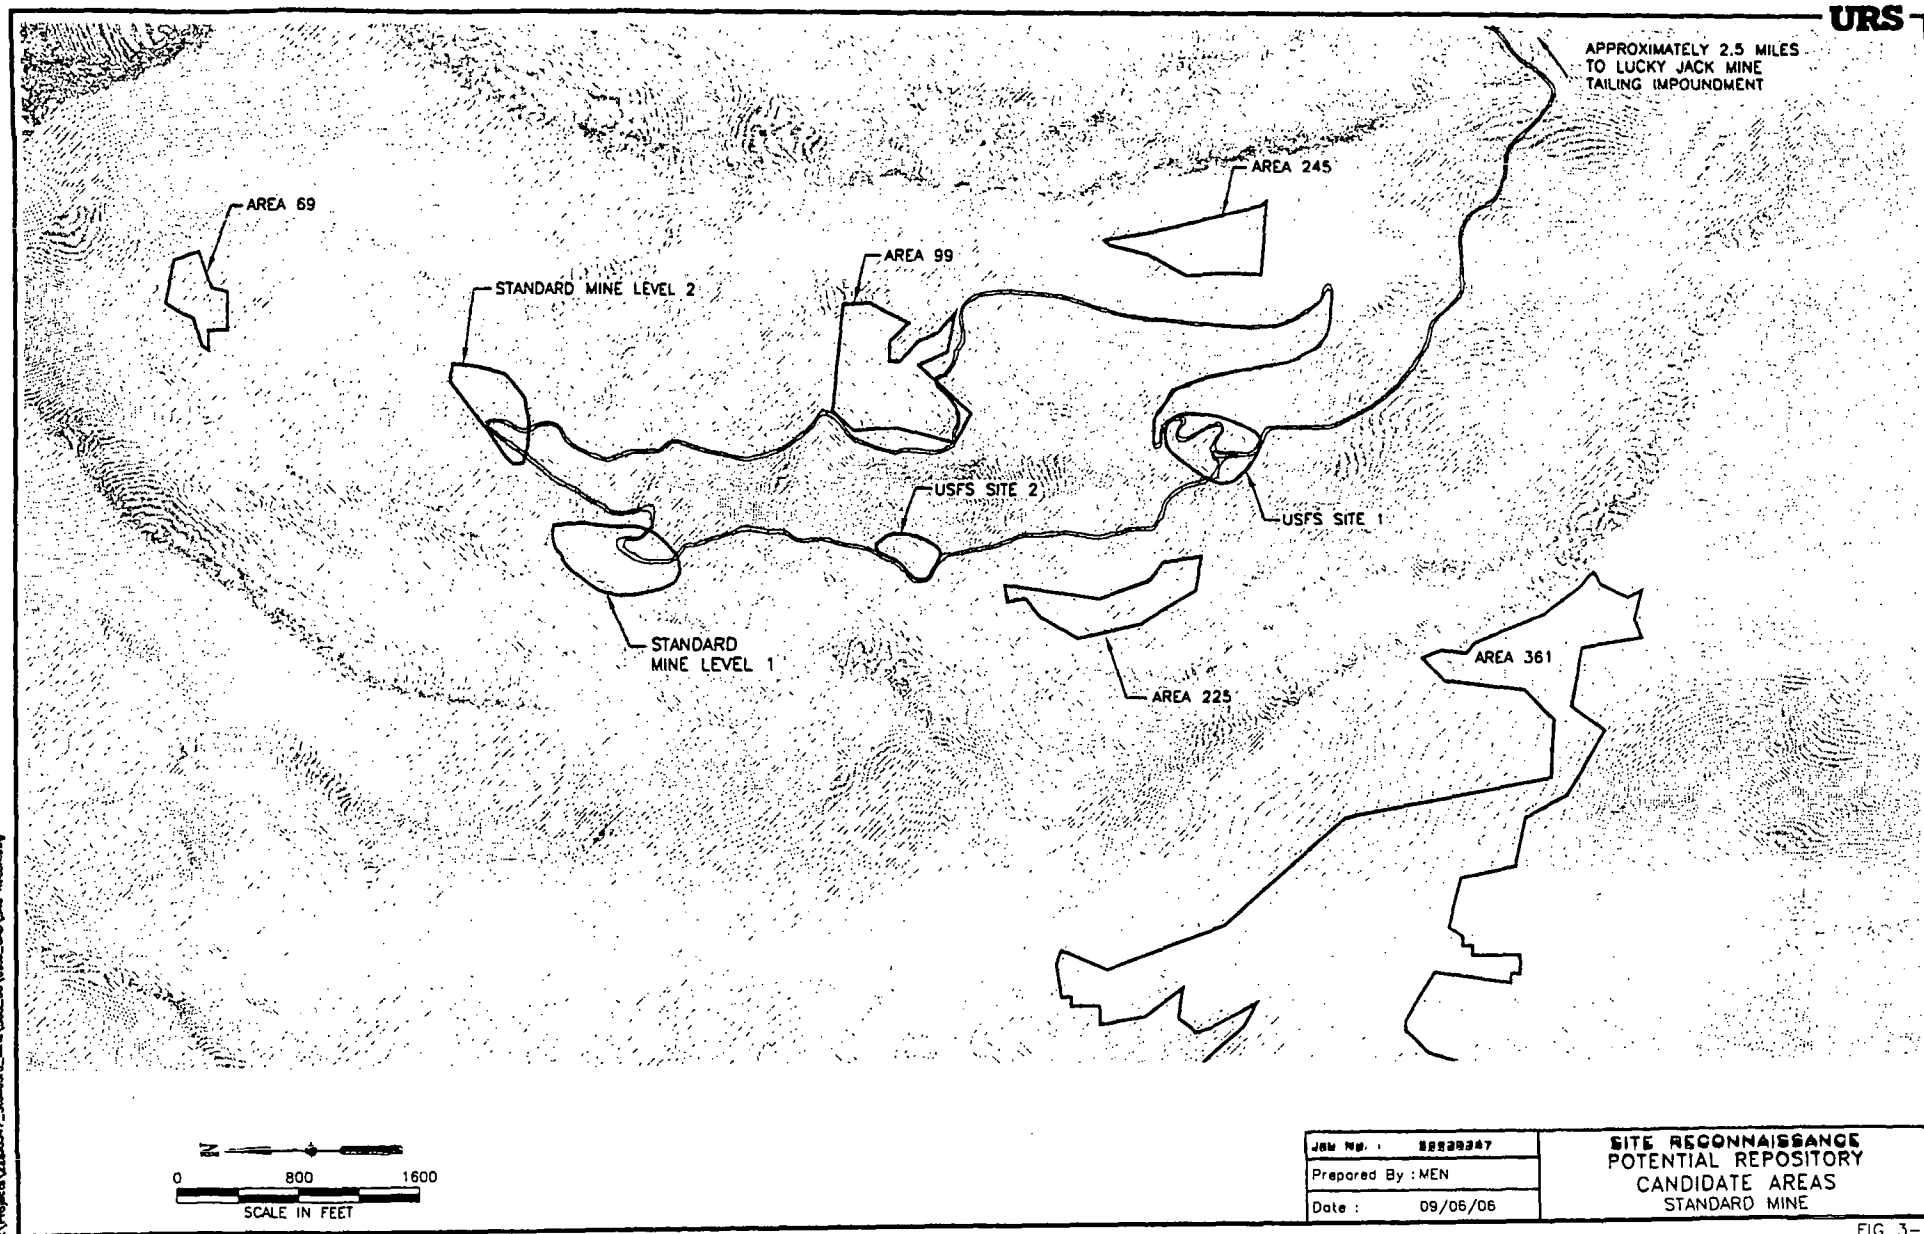 URS
APPROXIMATELY 2.5 MILES
TO LUCKY JACK MINE
TAILING IMPOUNDMENT
AREA 245
AREA 69
AREA 99
STANDARD MINE LEVEL 2
USFS SITE 2
USFS SITE 1
STANDARD
MINE LEVEL 1
AREA 361
AREA 225
N
0 800 1600
SCALE IN FEET
Job No. :
Prepared By : MEN
Date : 09/06/06
SITE RECONNAISSANCE
POTENTIAL REPOSITORY
CANDIDATE AREAS
STANDARD MINE
FIG. 3-